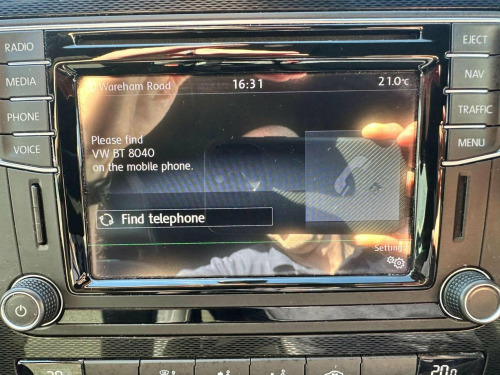 RADIO
MEDIA
PHONE
VOICE
EJECT
NAV
TRAFFIC
MENU
Wareham Road
16:31
21.0°C
Please find
VW BT 8040
on the mobile phone.
Find telephone
Settings